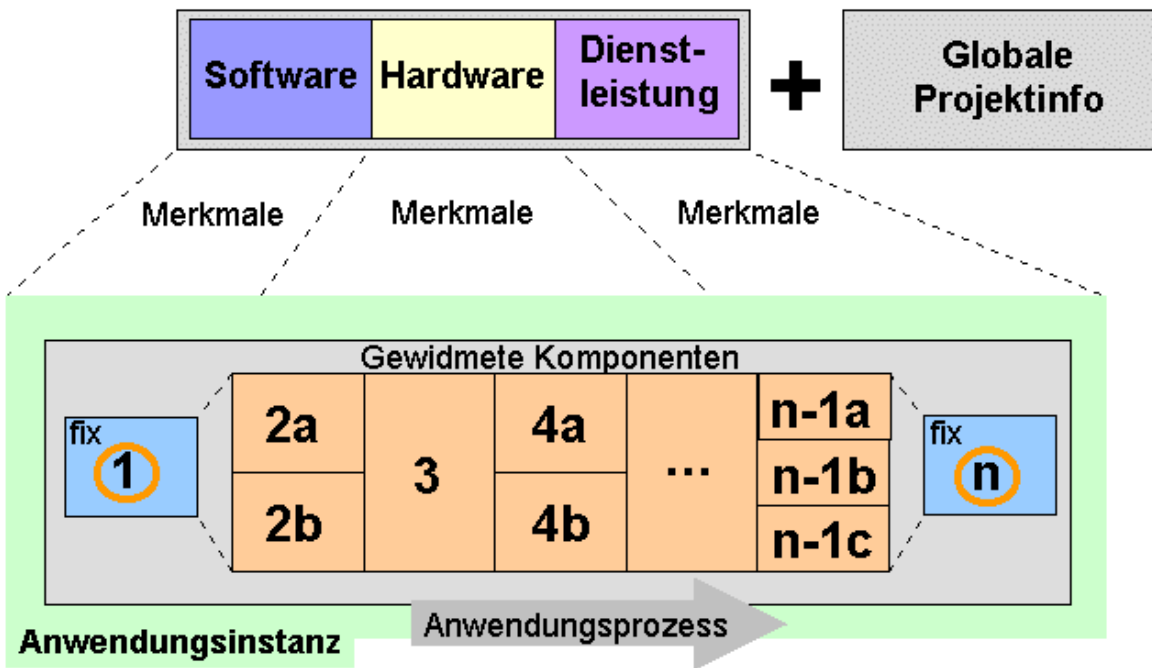 Software
Hardware
Dienst-
leistung
+
Globale
Projektinfo
Merkmale
Merkmale
Merkmale
Gewidmete Komponenten
fix
1
2a
2b
3
4a
4b
...
n-1a
n-1b
n-1c
fix
n
Anwendungsprozess
Anwendungsinstanz